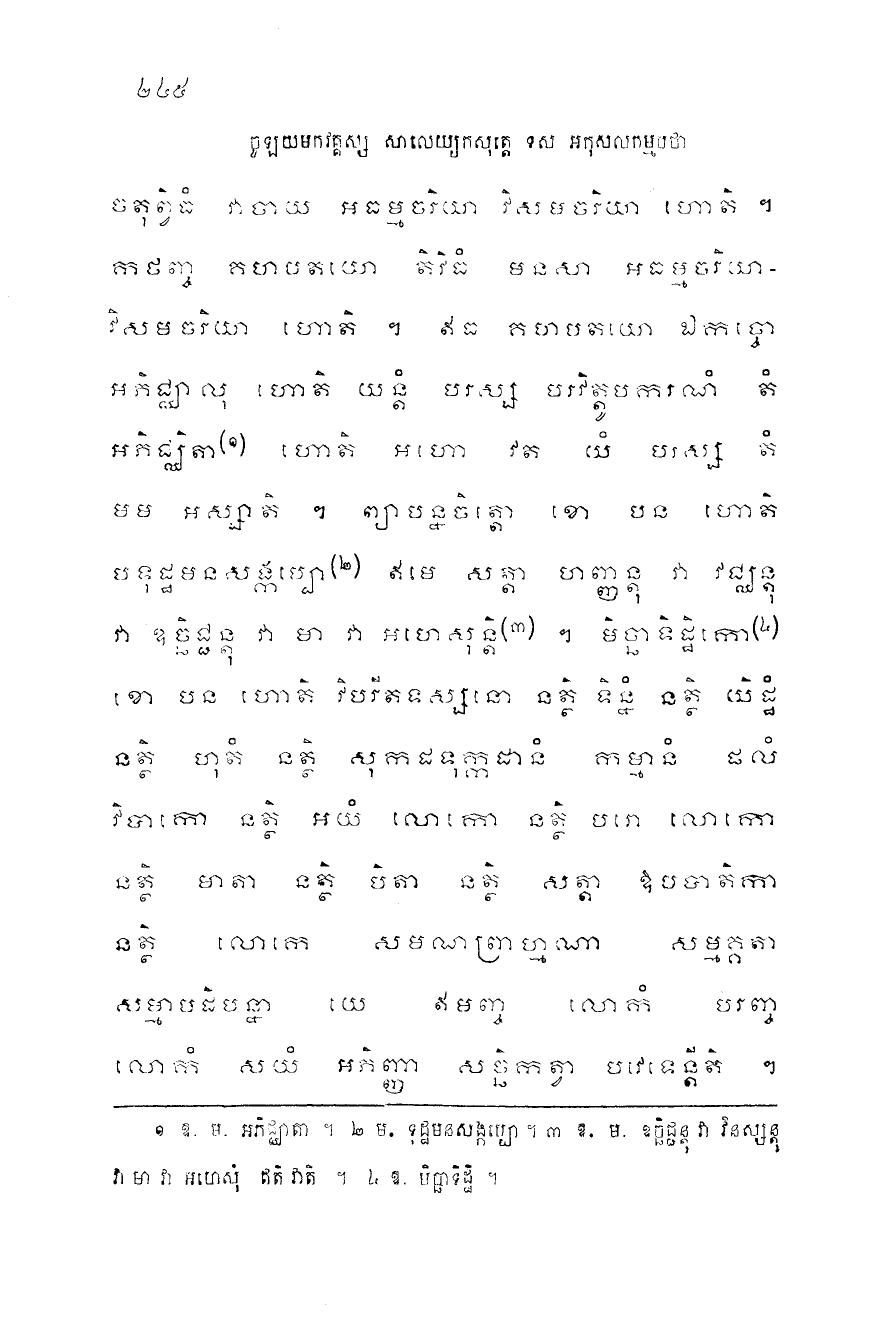 ២៤៥
ចូឡយមកវគ្គស្ស សាលេយ្យកសុត្តេ ទស អកុសលកម្មបថា
ចតុព្វិធំ វាចាយ អធម្មចរិយា វិសមចរិយា ហោតិ ។
កថញ្ច គហបតយោ តិវិធំ មនសា អធម្មចរិយា-
វិសមចរិយា ហោតិ ។ ឥធ គហបតយោ ឯកច្ចោ
អភិជ្ឈាលុ ហោតិ យន្តំ បរស្ស បរវិត្តូបករណំ តំ
អភិជ្ឈិតា(១) ហោតិ អហោ វត យំ បរស្ស តំ
មម អស្សាតិ ។ ព្យាបន្នចិត្តោ ខោ បន ហោតិ
បទុដ្ឋមនសង្កប្បោ(២) ឥមេ សត្តា ហញ្ញន្តុ វា វជ្ឈន្តុ
វា ឧច្ឆិជ្ជន្តុ វា មា វា អហេសុន្តិ(៣) ។ មិច្ឆាទិដ្ឋិកោ(៤)
ខោ បន ហោតិ វិបរីតទស្សនោ នត្ថិ ទិន្នំ នត្ថិ យិដ្ឋំ
នត្ថិ ហុតំ នត្ថិ សុកដទុក្កដានំ កម្មានំ ផលំ
វិបាកោ នត្ថិ អយំ លោកោ នត្ថិ បរោ លោកោ
នត្ថិ មាតា នត្ថិ បិតា នត្ថិ សត្តា ឱបបាតិកា
នត្ថិ លោកេ សមណព្រាហ្មណា សម្មគ្គតា
សម្មាបដិបន្នា យេ ឥមញ្ច លោកំ បរញ្ច
លោកំ សយំ អភិញ្ញា សច្ឆិកត្វា បវេទេន្តីតិ ។
១ ឱ. ម. អភិជ្ឈាតា ។ ២ ម. ទុដ្ឋមនសង្កប្បោ ។ ៣ ឱ. ម. ឧច្ឆិជ្ជន្តុ វា វិនស្សន្តុ
វា មា វា អហេសុំ ឥតិ វាតិ ។ ៤ ឱ. មិច្ឆាទិដ្ឋិ ។